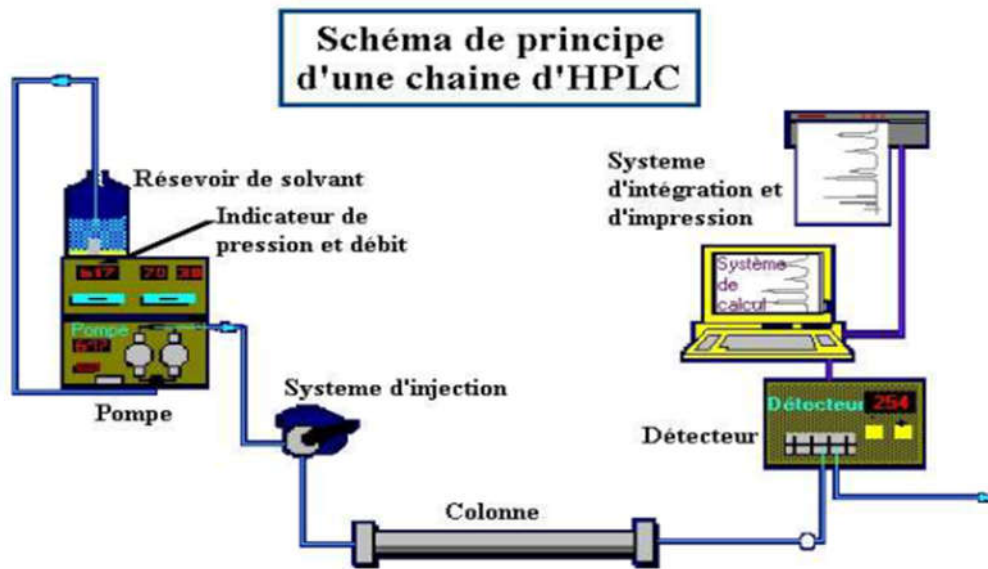 Schéma de principe
d'une chaine d'HPLC
Résevoir de solvant
Indicateur de
pression et débit
Pompe
Pompe
Systeme d'injection
Colonne
Systeme
d'intégration et
d'impression
Système
de
calcul
Détecteur
254
Détecteur